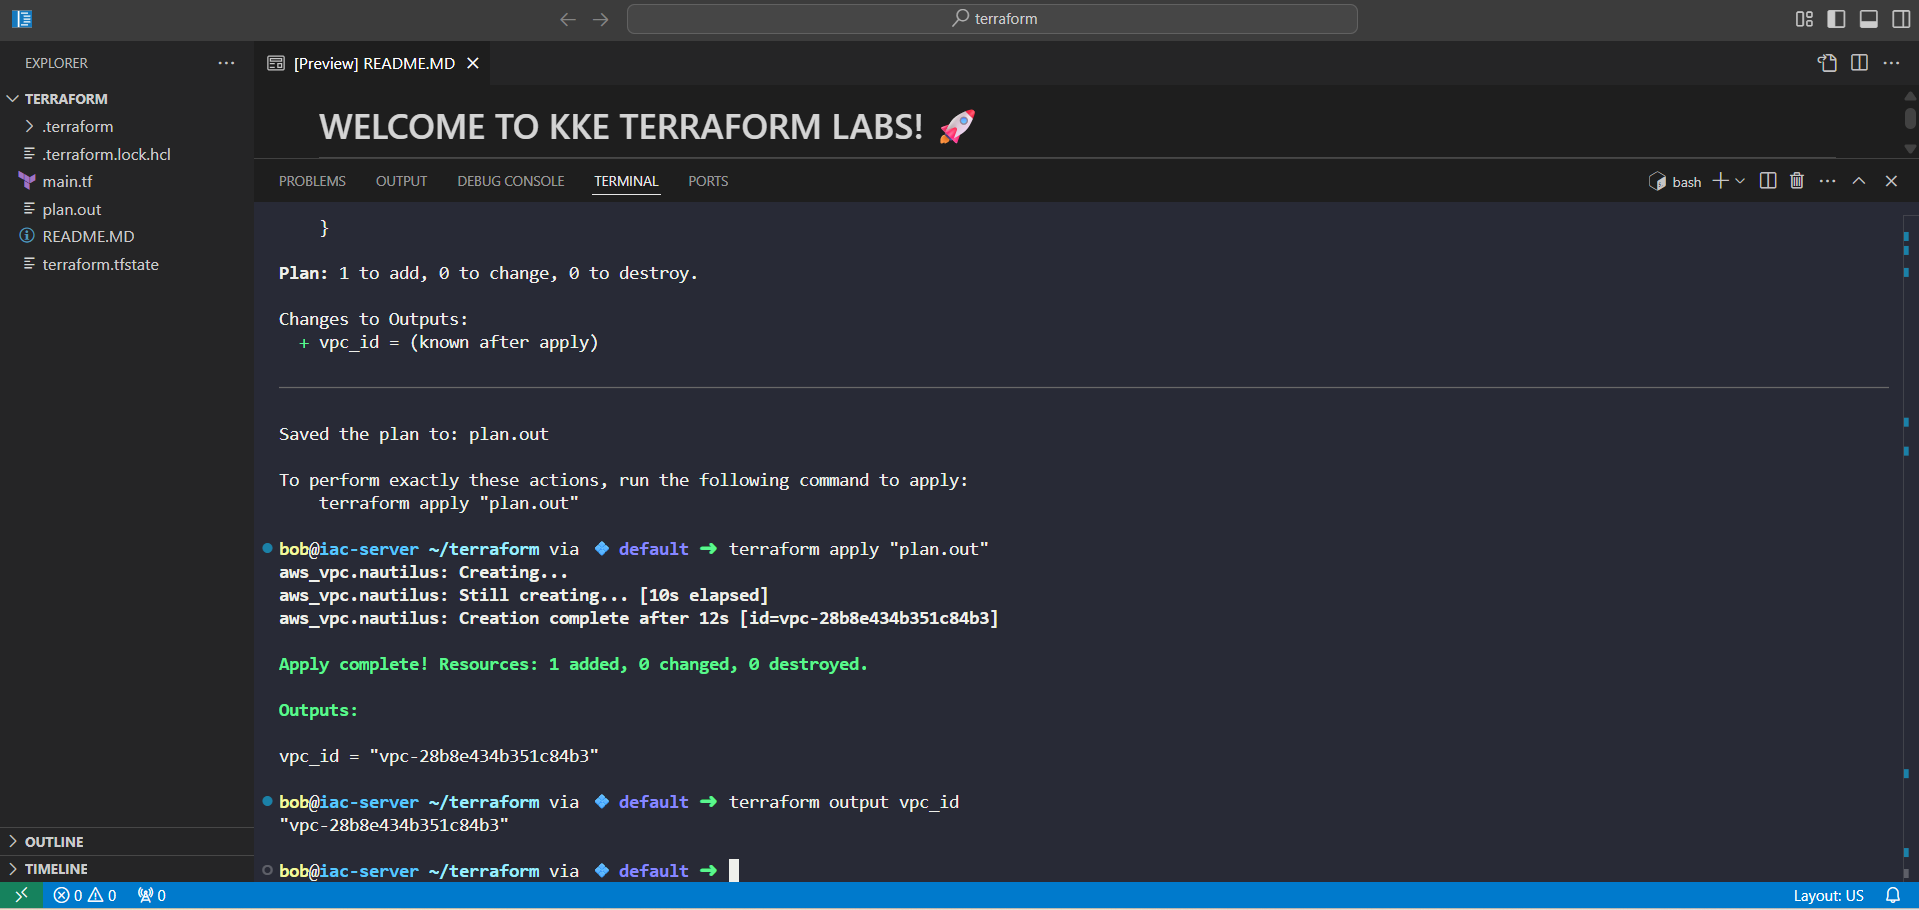 terraform
EXPLORER
[Preview] README.MD
TERRAFORM
.terraform
.terraform.lock.hcl
main.tf
plan.out
README.MD
terraform.tfstate
OUTLINE
TIMELINE
WELCOME TO KKE TERRAFORM LABS! 🚀
PROBLEMS OUTPUT DEBUG CONSOLE TERMINAL PORTS
bash
}
Plan: 1 to add, 0 to change, 0 to destroy.
Changes to Outputs:
+ vpc_id = (known after apply)
Saved the plan to: plan.out
To perform exactly these actions, run the following command to apply:
terraform apply "plan.out"
bob@iac-server ~/terraform via 💠 default ➜ terraform apply "plan.out"
aws_vpc.nautilus: Creating...
aws_vpc.nautilus: Still creating... [10s elapsed]
aws_vpc.nautilus: Creation complete after 12s [id=vpc-28b8e434b351c84b3]
Apply complete! Resources: 1 added, 0 changed, 0 destroyed.
Outputs:
vpc_id = "vpc-28b8e434b351c84b3"
bob@iac-server ~/terraform via 💠 default ➜ terraform output vpc_id
"vpc-28b8e434b351c84b3"
bob@iac-server ~/terraform via 💠 default ➜
0 0 0
Layout: US